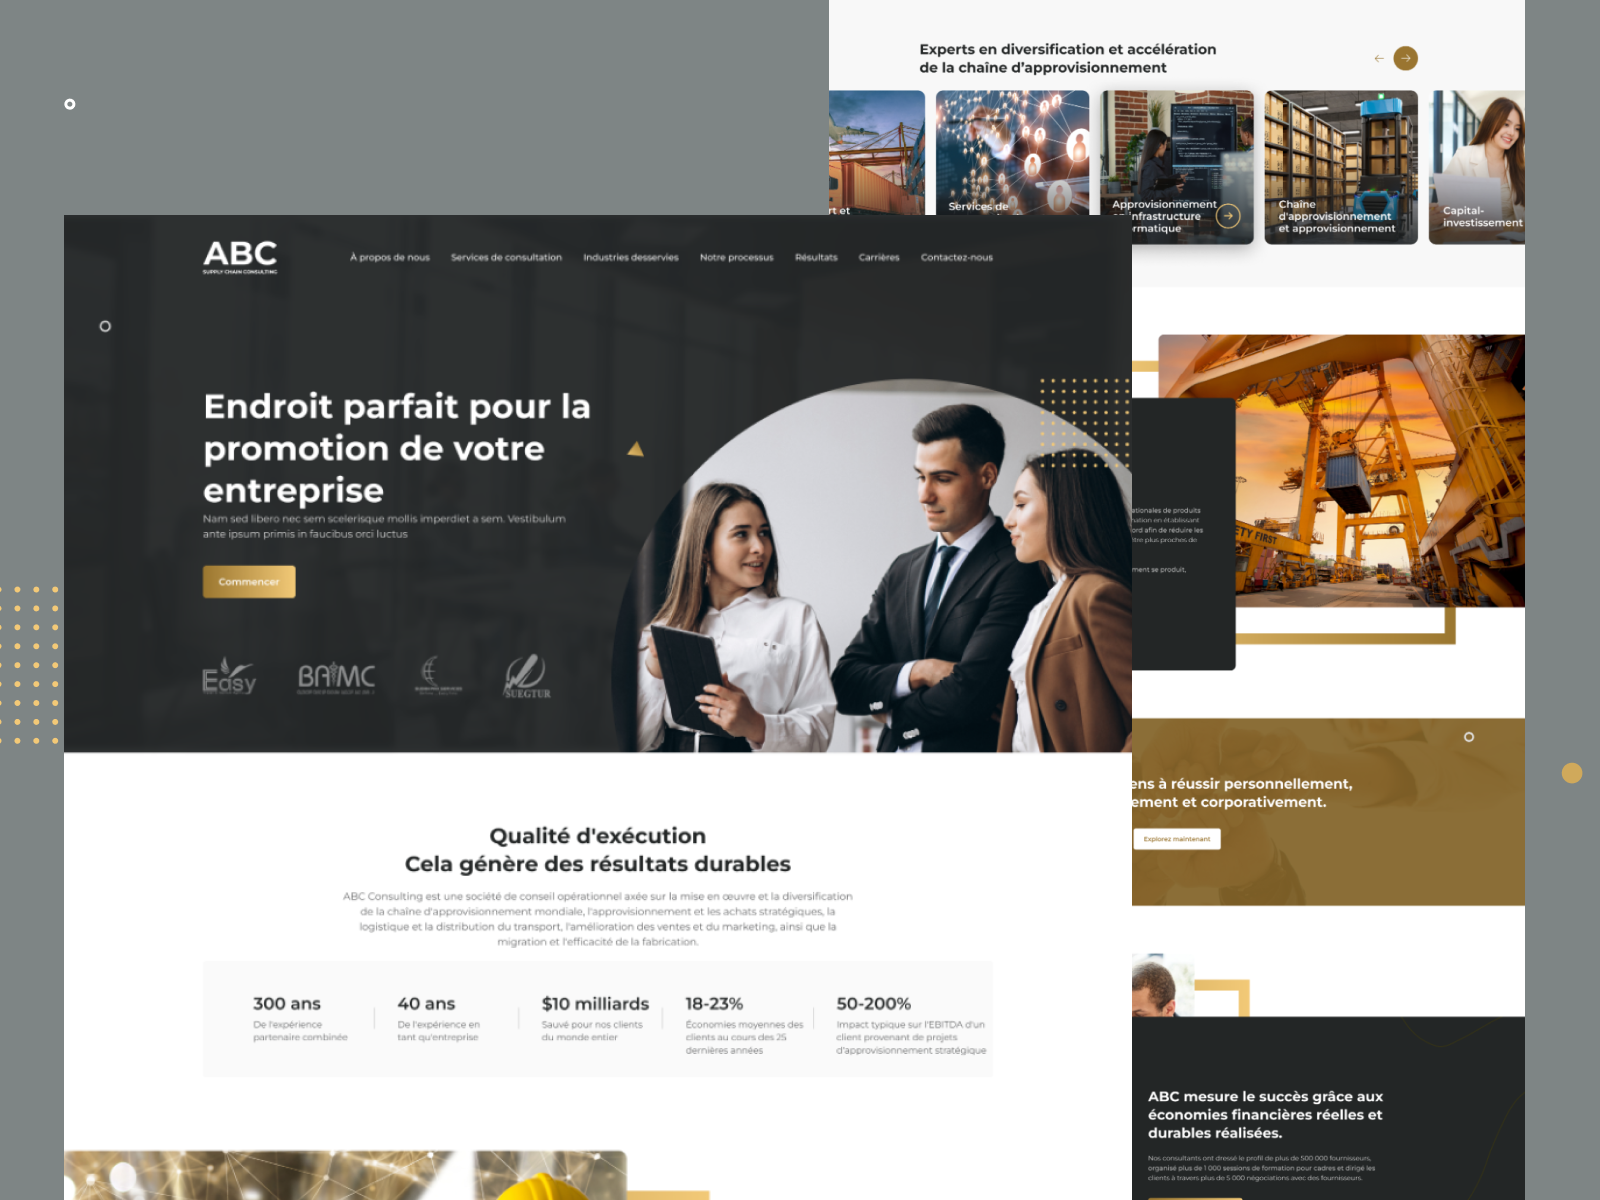 Experts en diversification et accélération
de la chaîne d'approvisionnement
rt et
Services de
Approvisionnement
infrastructure
rmatique
Chaîne
d'approvisionnement
et approvisionnement
Capital-
investissement
ABC
SUPPLY CHAIN CONSULTING
À propos de nous
Services de consultation
Industries desservies
Notre processus
Résultats
Carrières
Contactez-nous
Endroit parfait pour la
promotion de votre
entreprise
Nam sed libero nec sem scelerisque mollis imperdiet a sem. Vestibulum
ante ipsum primis in faucibus orci luctus
Commencer
Easy
BAIMC
SUEGTUR
ationales de produits
mation en établissant
ord afin de réduire les
tre plus proches de
ment se produit,
ETY FIRST
ens à réussir personnellement,
ement et corporativement.
Explorez maintenant
Qualité d'exécution
Cela génère des résultats durables
ABC Consulting est une société de conseil opérationnel axée sur la mise en œuvre et la diversification
de la chaîne d'approvisionnement mondiale, l'approvisionnement et les achats stratégiques, la
logistique et la distribution du transport, l'amélioration des ventes et du marketing, ainsi que la
migration et l'efficacité de la fabrication.
300 ans
De l'expérience
partenaire combinée
40 ans
De l'expérience en
tant qu'entreprise
$10 milliards
Sauvé pour nos clients
du monde entier
18-23%
Économies moyennes des
clients au cours des 25
dernières années
50-200%
Impact typique sur l'EBITDA d'un
client provenant de projets
d'approvisionnement stratégique
ABC mesure le succès grâce aux
économies financières réelles et
durables réalisées.
Nos consultants ont dressé le profil de plus de 500 000 fournisseurs,
organisé plus de 1 000 sessions de formation pour cadres et dirigé les
clients à travers plus de 5 000 négociations avec des fournisseurs.